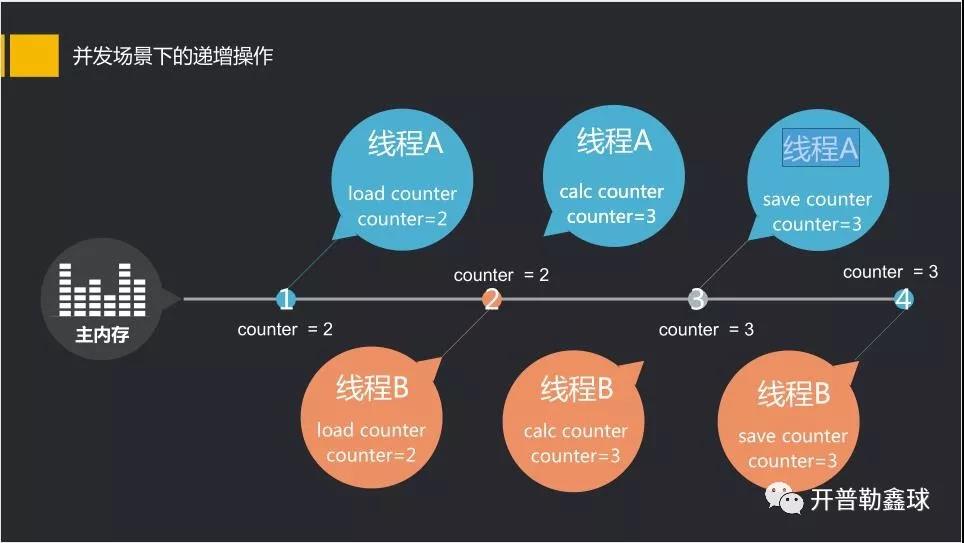 并发场景下的递增操作
线程A
load counter
counter=2
线程A
calc counter
counter=3
线程A
save counter
counter=3
主内存
1
counter = 2
2
counter = 2
3
counter = 3
4
counter = 3
线程B
load counter
counter=2
线程B
calc counter
counter=3
线程B
save counter
counter=3
开普勒鑫球